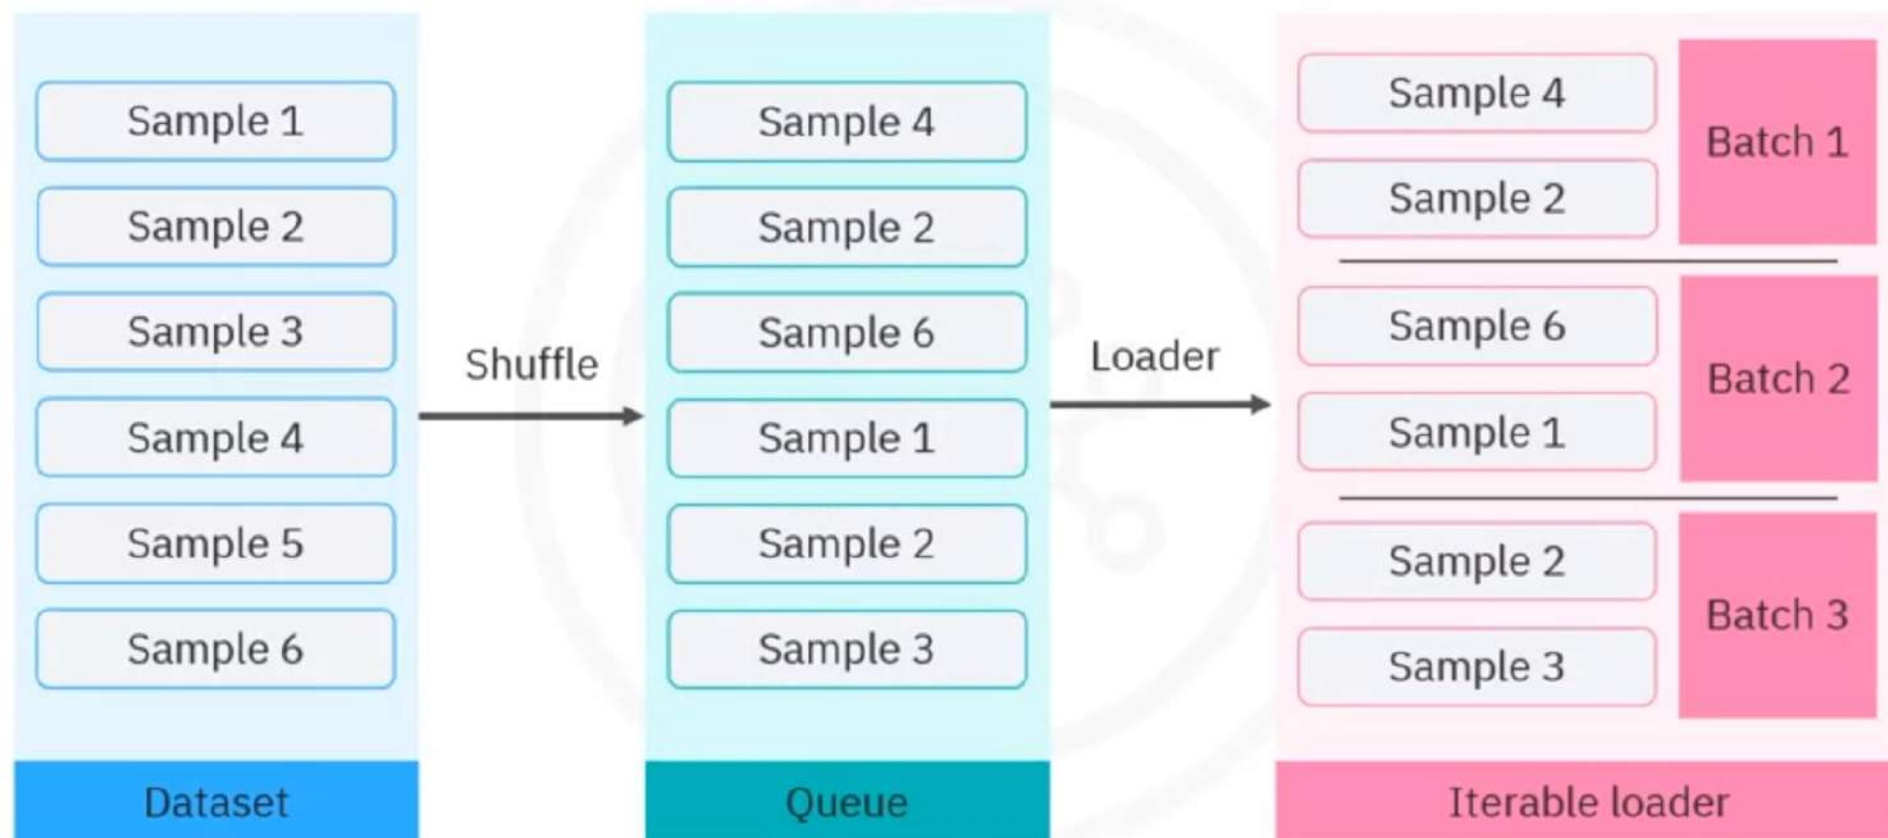 Sample 1
Sample 2
Sample 3
Sample 4
Sample 5
Sample 6
Dataset
Shuffle
Sample 4
Sample 2
Sample 6
Sample 1
Sample 2
Sample 3
Queue
Loader
Sample 4
Sample 2
Batch 1
Sample 6
Sample 1
Batch 2
Sample 2
Sample 3
Batch 3
Iterable loader